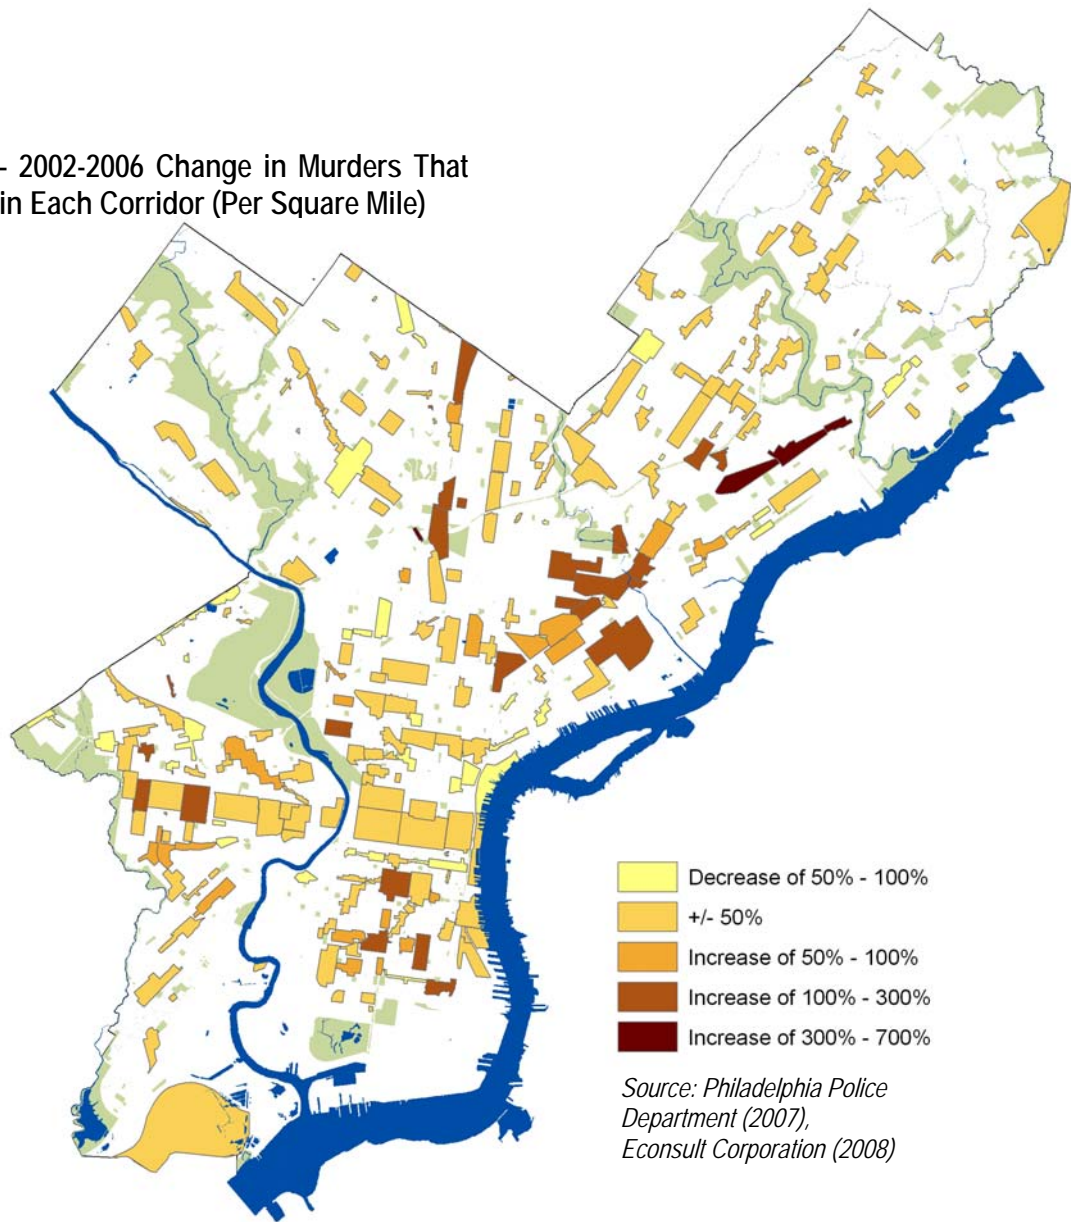 - 2002-2006 Change in Murders That
in Each Corridor (Per Square Mile)
Decrease of 50% - 100%
+/- 50%
Increase of 50% - 100%
Increase of 100% - 300%
Increase of 300% - 700%
Source: Philadelphia Police
Department (2007),
Econsult Corporation (2008)